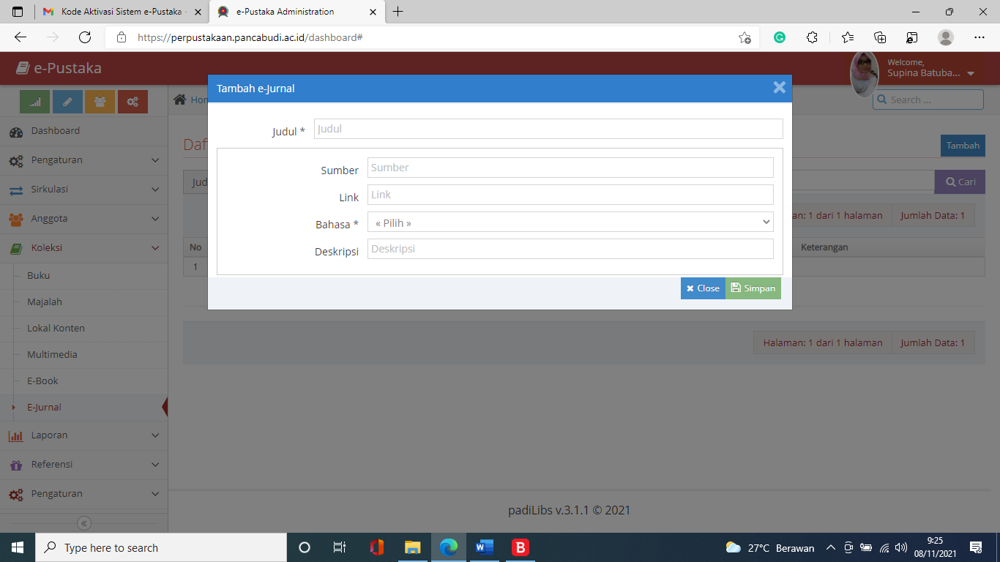 Kode Aktivasi Sistem e-Pustaka -
e-Pustaka Administration
https://perpustakaan.pancabudi.ac.id/dashboard#
e-Pustaka
Welcome,
Supina Batuba...
Hom
Search ...
Dashboard
Pengaturan
Sirkulasi
Anggota
Koleksi
Buku
Majalah
Lokal Konten
Multimedia
E-Book
E-Jurnal
Laporan
Referensi
Pengaturan
Daf
Tambah
Jud
Cari
an: 1 dari 1 halaman
Jumlah Data: 1
No
Keterangan
1
Tambah e-Jurnal
Judul *
Judul
Sumber
Sumber
Link
Link
Bahasa *
« Pilih »
Deskripsi
Deskripsi
Close
Simpan
Halaman: 1 dari 1 halaman
Jumlah Data: 1
padiLibs v.3.1.1 © 2021
Type here to search
27°C Berawan
9:25
08/11/2021